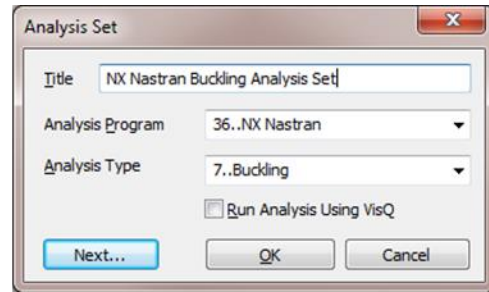 Analysis Set
Title NX Nastran Buckling Analysis Set
Analysis Program 36..NX Nastran
Analysis Type 7..Buckling
Run Analysis Using VisQ
Next... OK Cancel